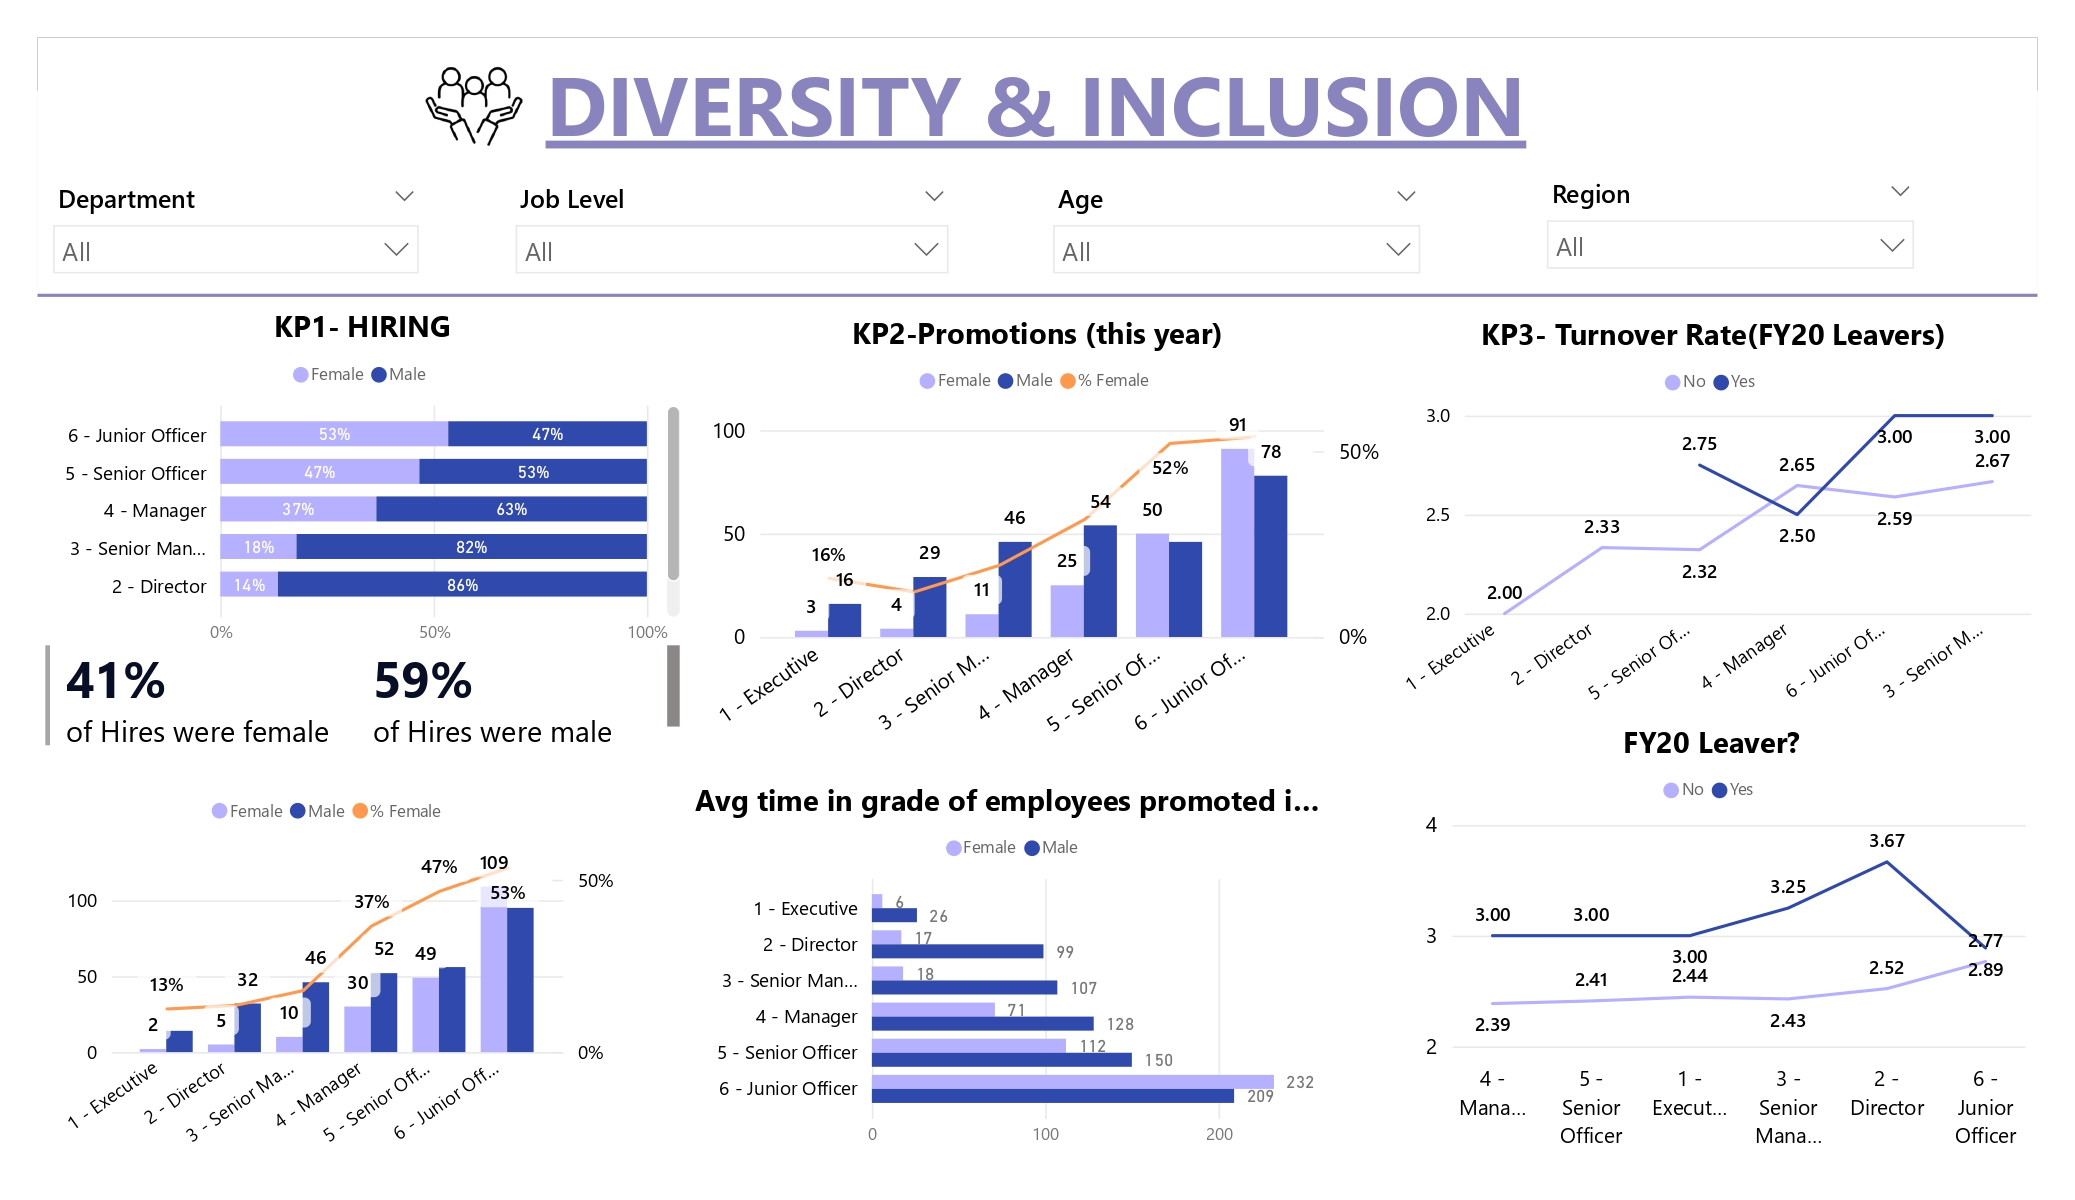 DIVERSITY & INCLUSION
Department
All
Job Level
All
Age
All
Region
All
KP1- HIRING
Female Male
6 - Junior Officer 53% 47%
5 - Senior Officer 47% 53%
4 - Manager 37% 63%
3 - Senior Man... 18% 82%
2 - Director 14% 86%
0% 50% 100%
41% 59%
of Hires were female of Hires were male
Female Male % Female
100
50
0
50%
0%
13%
37%
47%
53%
2
5
32
10
46
30
52
49
109
1 - Executive
2 - Director
3 - Senior Ma...
4 - Manager
5 - Senior Off...
6 - Junior Off...
KP2-Promotions (this year)
Female Male % Female
100
50
0
50%
0%
16%
52%
3
16
4
29
11
46
25
54
50
91
78
1 - Executive
2 - Director
3 - Senior M...
4 - Manager
5 - Senior Of...
6 - Junior Of...
Avg time in grade of employees promoted i...
Female Male
1 - Executive 6 26
2 - Director 17 99
3 - Senior Man... 18 107
4 - Manager 71 128
5 - Senior Officer 112 150
6 - Junior Officer 232 209
0 100 200
KP3- Turnover Rate(FY20 Leavers)
No Yes
3.0
2.5
2.0
2.00
2.33
2.75
2.32
2.65
2.50
3.00
2.59
3.00
2.67
1 - Executive
2 - Director
5 - Senior Of...
4 - Manager
6 - Junior Of...
3 - Senior M...
FY20 Leaver?
No Yes
4
3
2
3.00
2.39
3.00
2.41
3.00
2.44
3.25
2.43
3.67
2.52
2.77
2.89
4 -
Mana...
5 -
Senior
Officer
1 -
Execut...
3 -
Senior
Mana...
2 -
Director
6 -
Junior
Officer